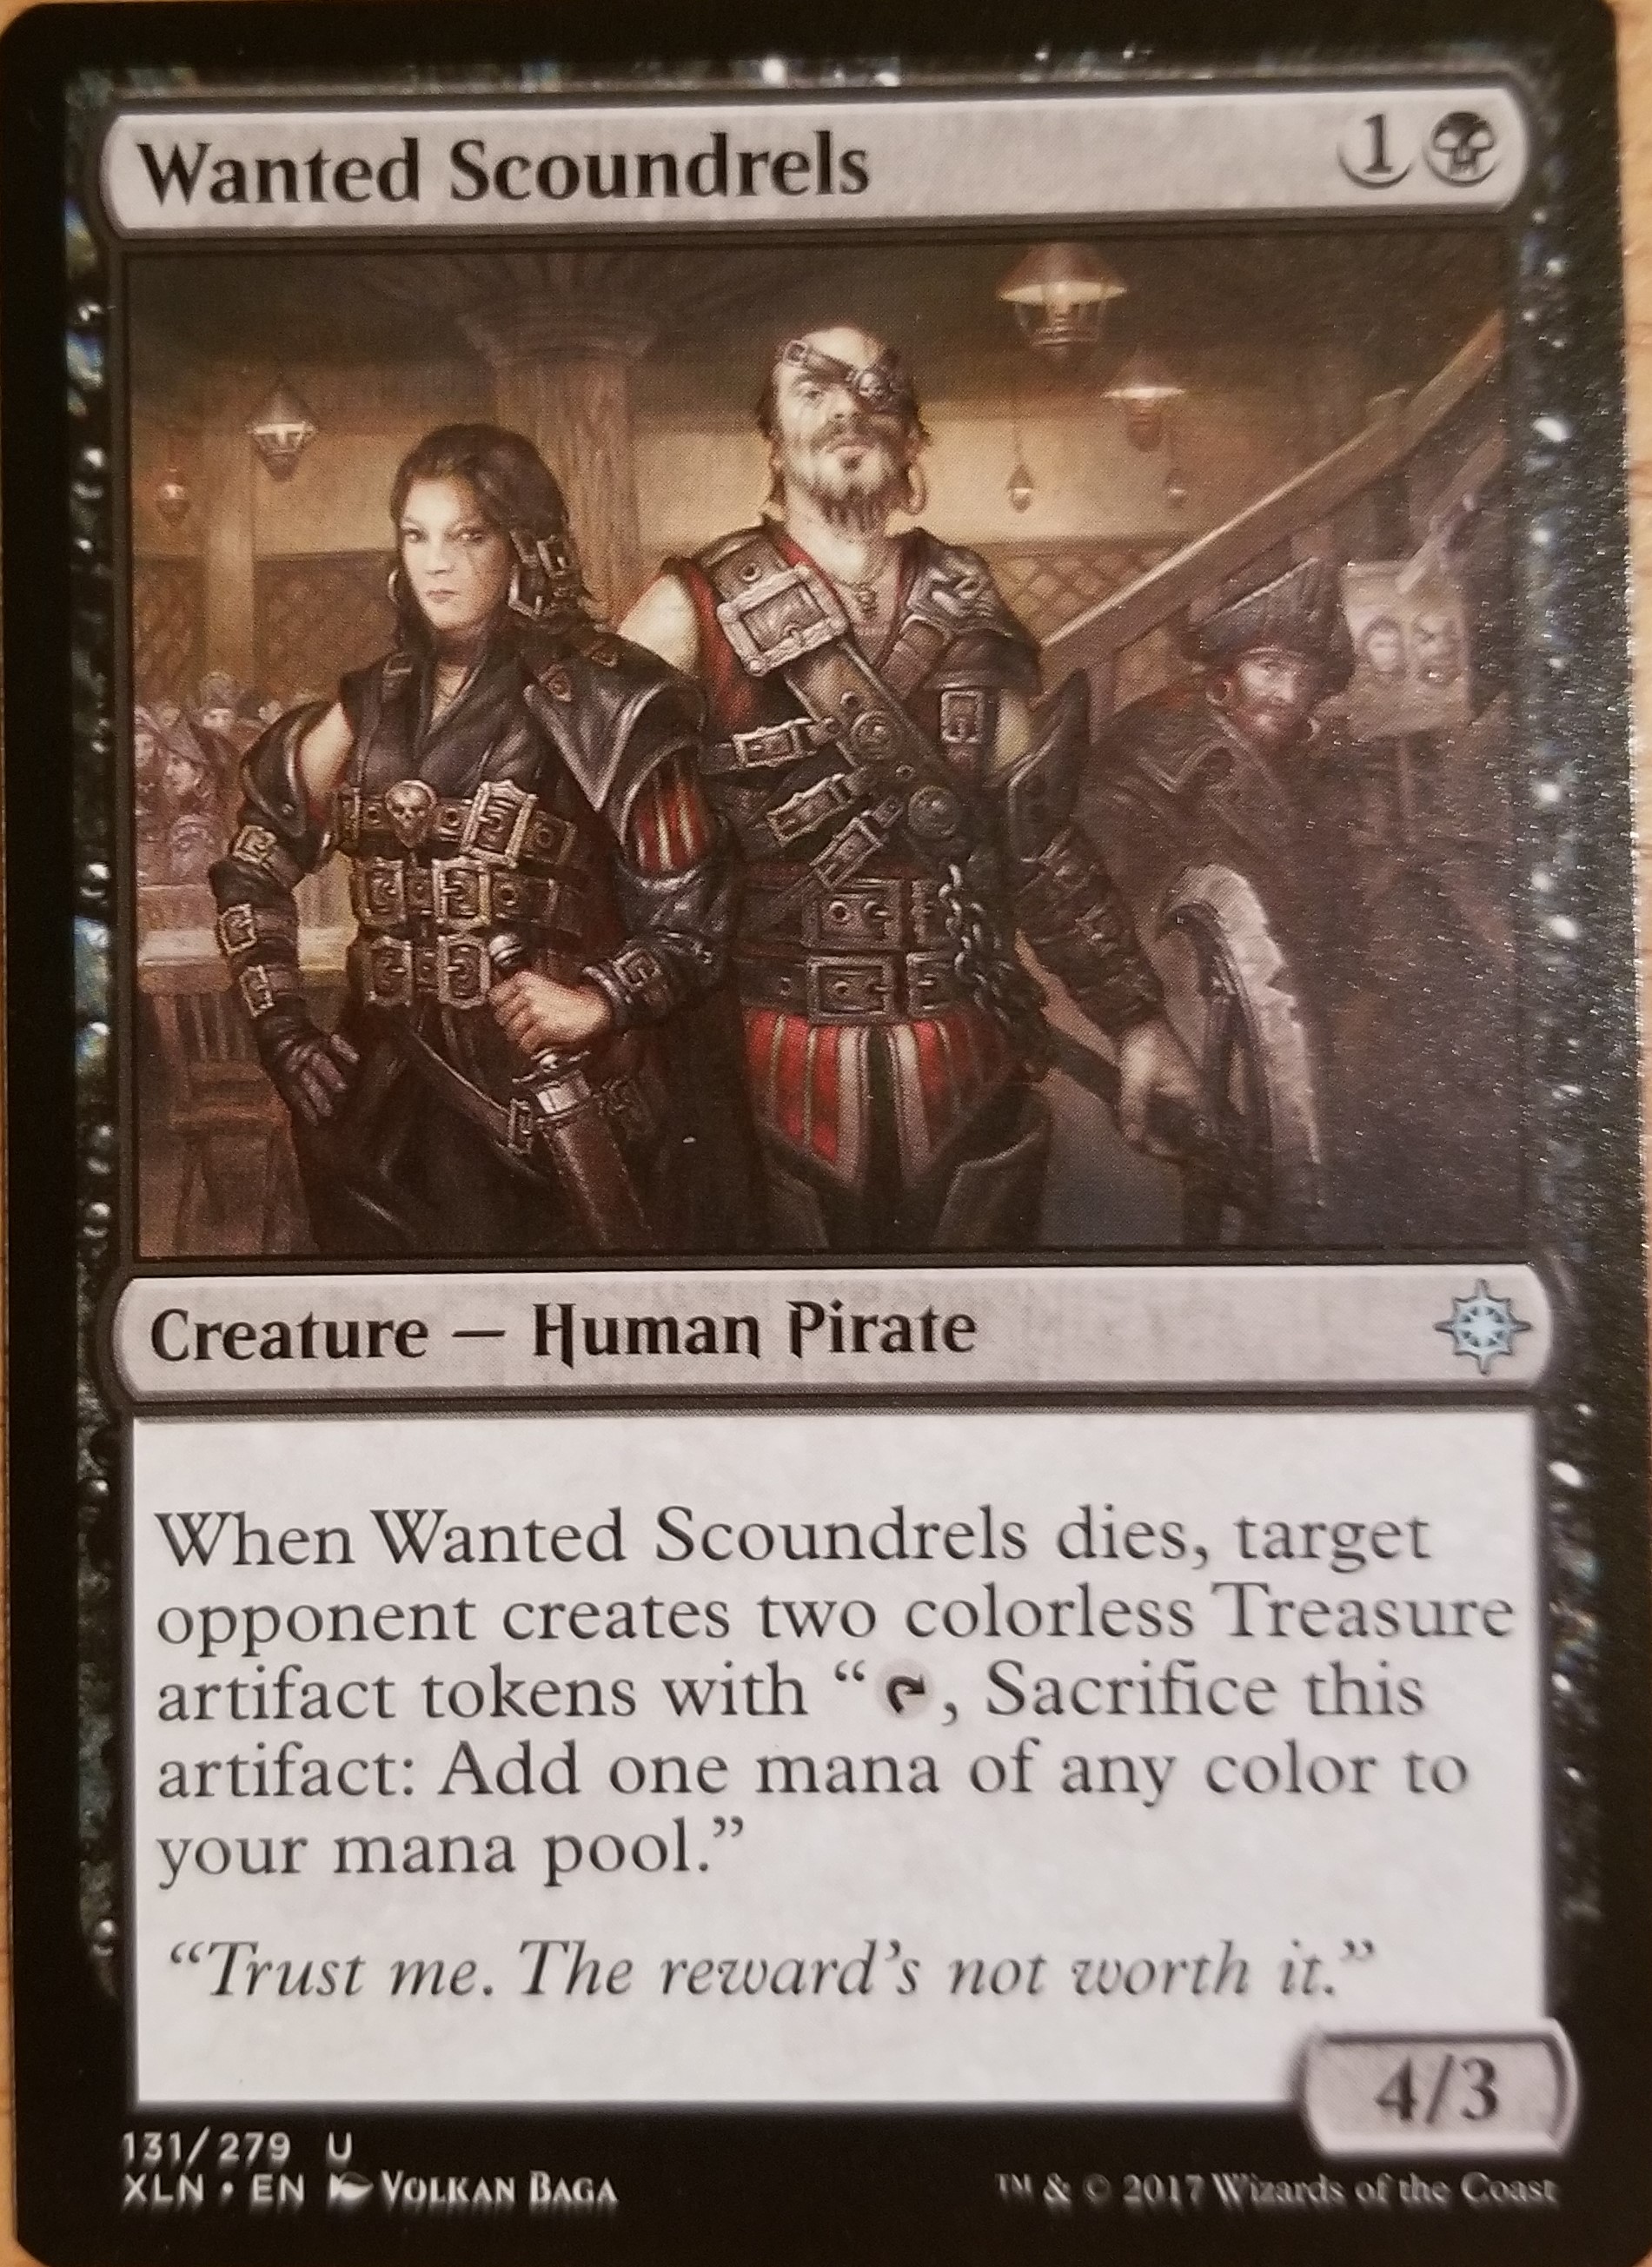 Wanted Scoundrels 1
Creature — Human Pirate
When Wanted Scoundrels dies, target
opponent creates two colorless Treasure
artifact tokens with “ , Sacrifice this
artifact: Add one mana of any color to
your mana pool.”
“Trust me. The reward’s not worth it.”
4/3
131/279 U
XLN • EN VOLKAN BAGA
™ & © 2017 Wizards of the Coast